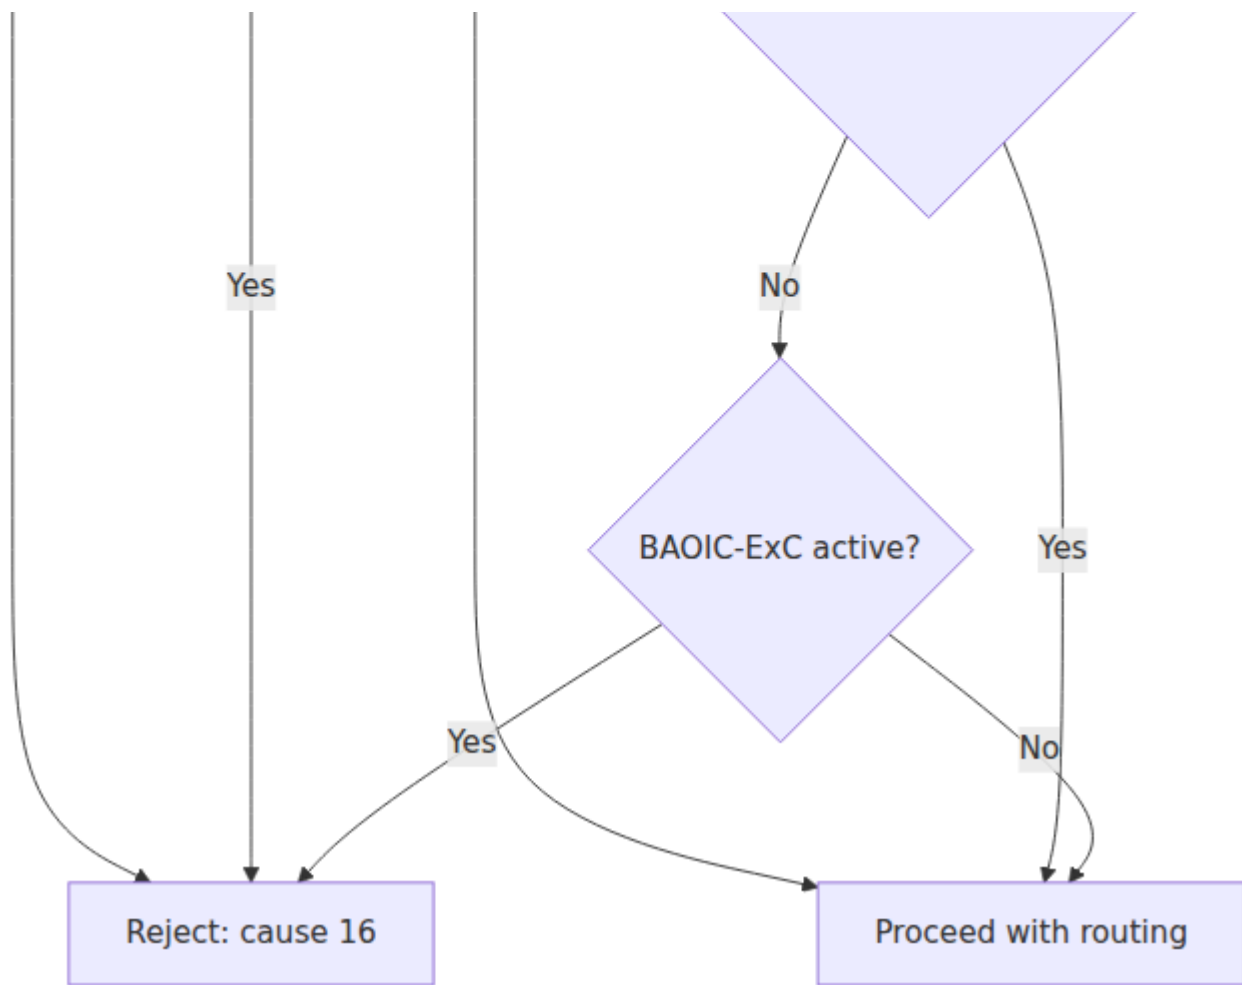 Yes
No
BAOIC-ExC active?
Yes
Yes
No
Reject: cause 16
Proceed with routing